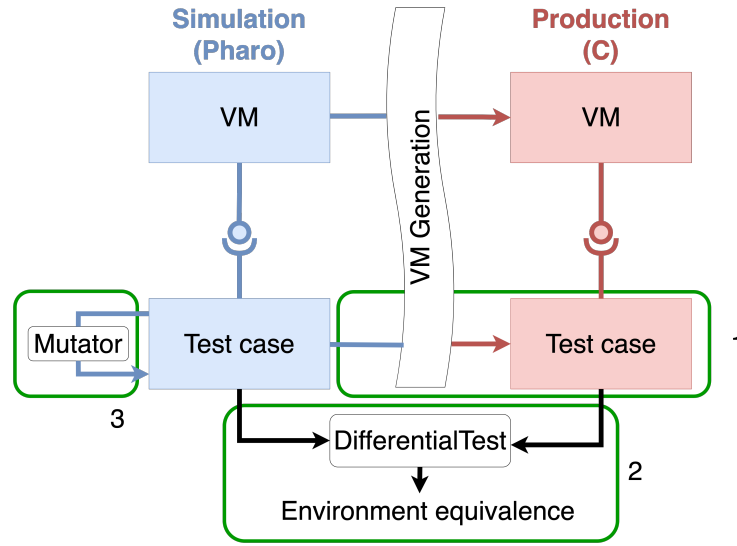 Simulation
(Pharo)
Production
(C)
VM
VM
VM Generation
Mutator
Test case
Test case
3
DifferentialTest
2
Environment equivalence